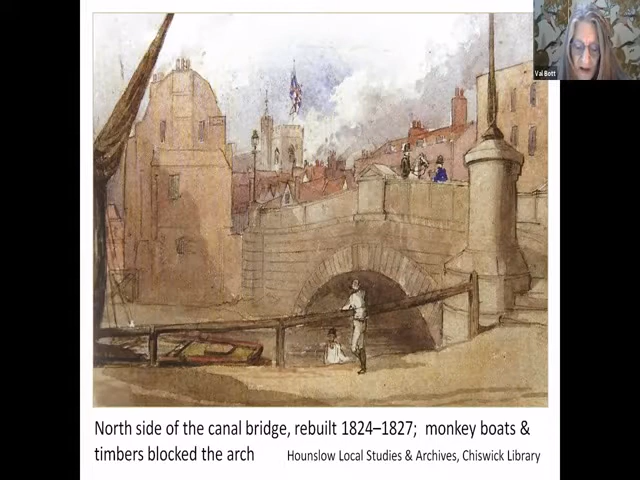 Val Bott
North side of the canal bridge, rebuilt 1824–1827;  monkey boats &
timbers blocked the arch
Hounslow Local Studies & Archives, Chiswick Library